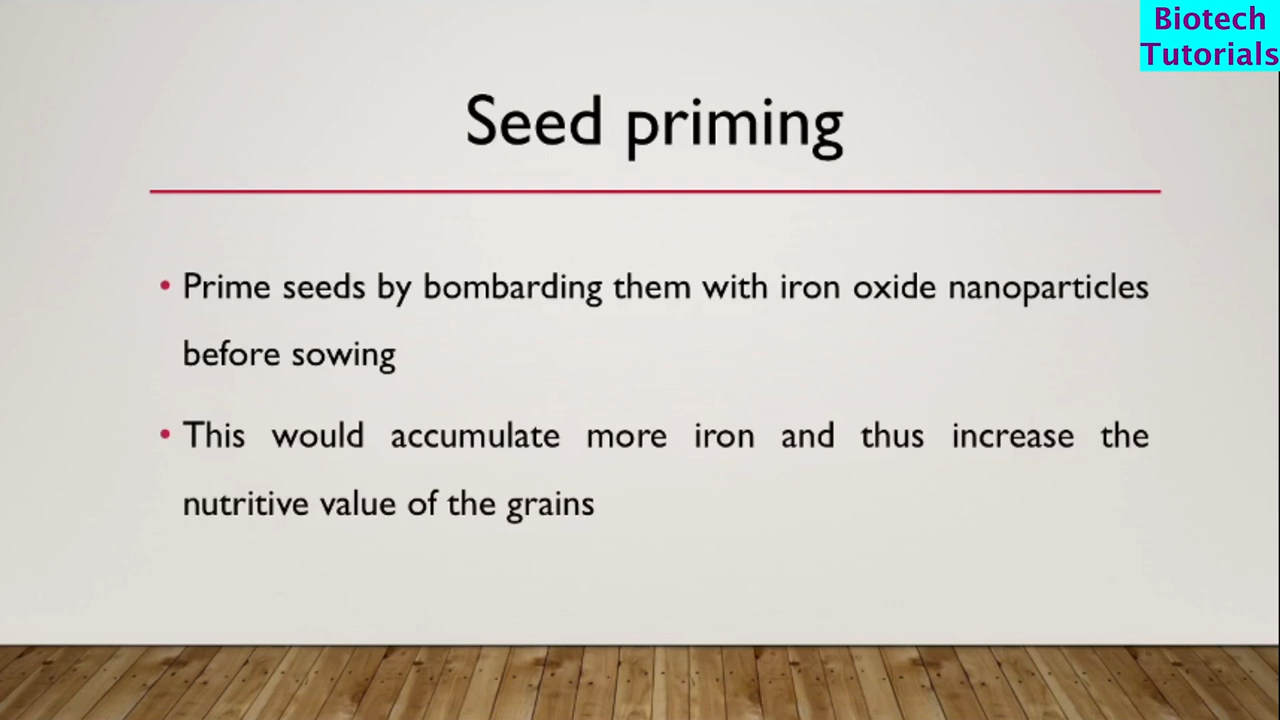 Biotech
Tutorials
Seed priming
• Prime seeds by bombarding them with iron oxide nanoparticles
before sowing
• This would accumulate more iron and thus increase the
nutritive value of the grains